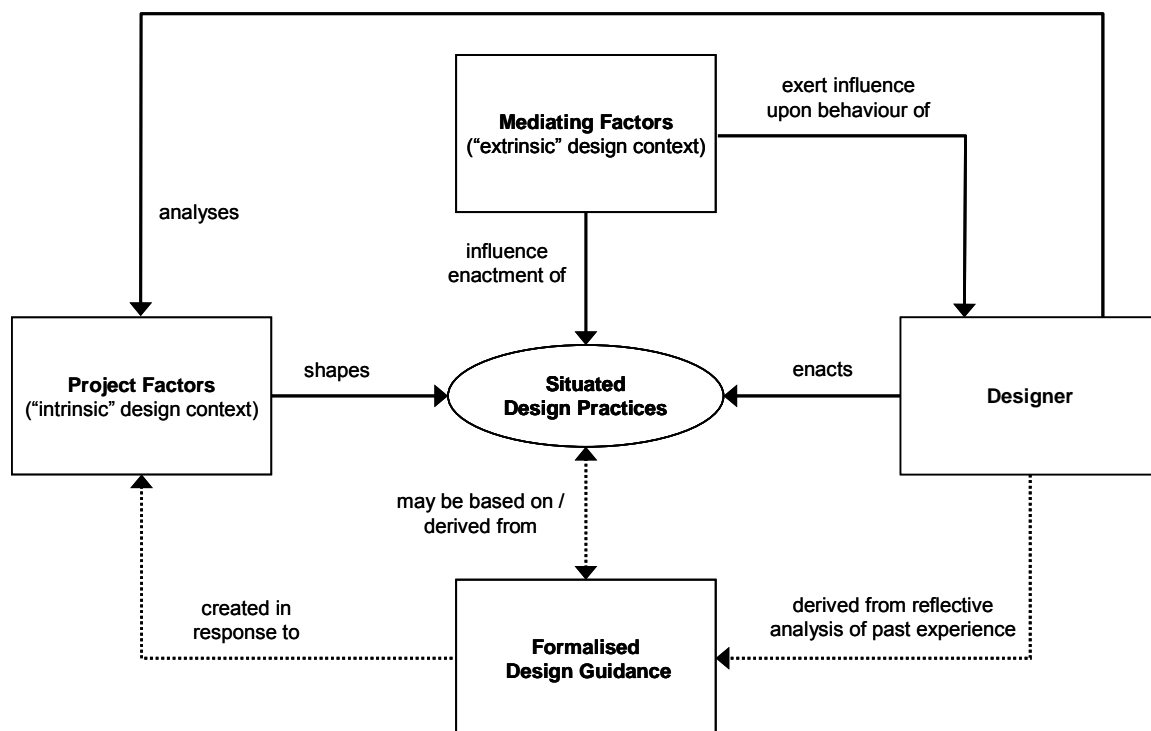 exert influence
upon behaviour of
Mediating Factors
(“extrinsic” design context)
analyses
influence
enactment of
Project Factors
(“intrinsic” design context)
shapes
Situated
Design Practices
enacts
Designer
may be based on /
derived from
created in
response to
derived from reflective
analysis of past experience
Formalised
Design Guidance